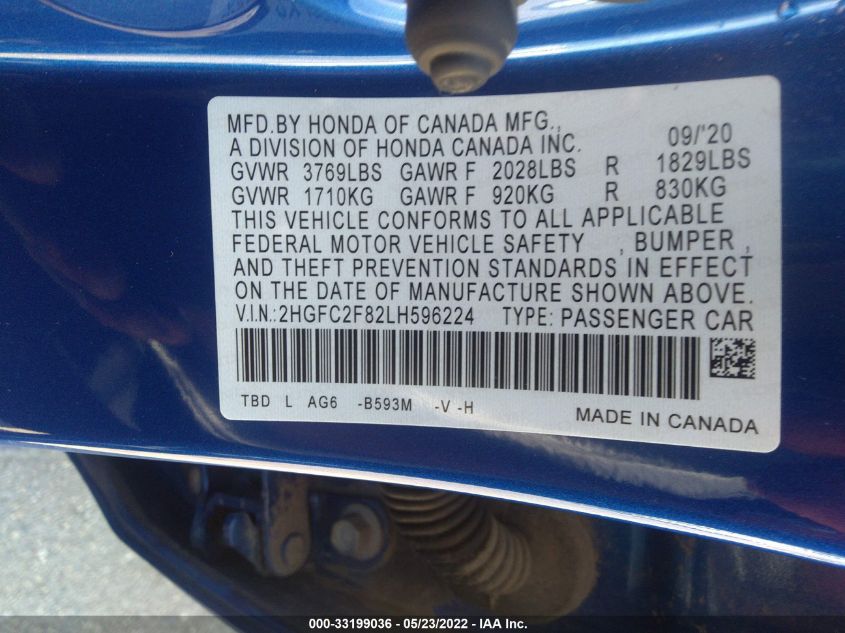 MFD.BY HONDA OF CANADA MFG.,
A DIVISION OF HONDA CANADA INC. 09/'20
GVWR 3769LBS GAWR F 2028LBS R 1829LBS
GVWR 1710KG GAWR F 920KG R 830KG
THIS VEHICLE CONFORMS TO ALL APPLICABLE
FEDERAL MOTOR VEHICLE SAFETY , BUMPER ,
AND THEFT PREVENTION STANDARDS IN EFFECT
ON THE DATE OF MANUFACTURE SHOWN ABOVE.
V.I.N.:2HGFC2F82LH596224 TYPE: PASSENGER CAR
TBD L AG6 -B593M -V -H
MADE IN CANADA
000-33199036 - 05/23/2022 - IAA Inc.